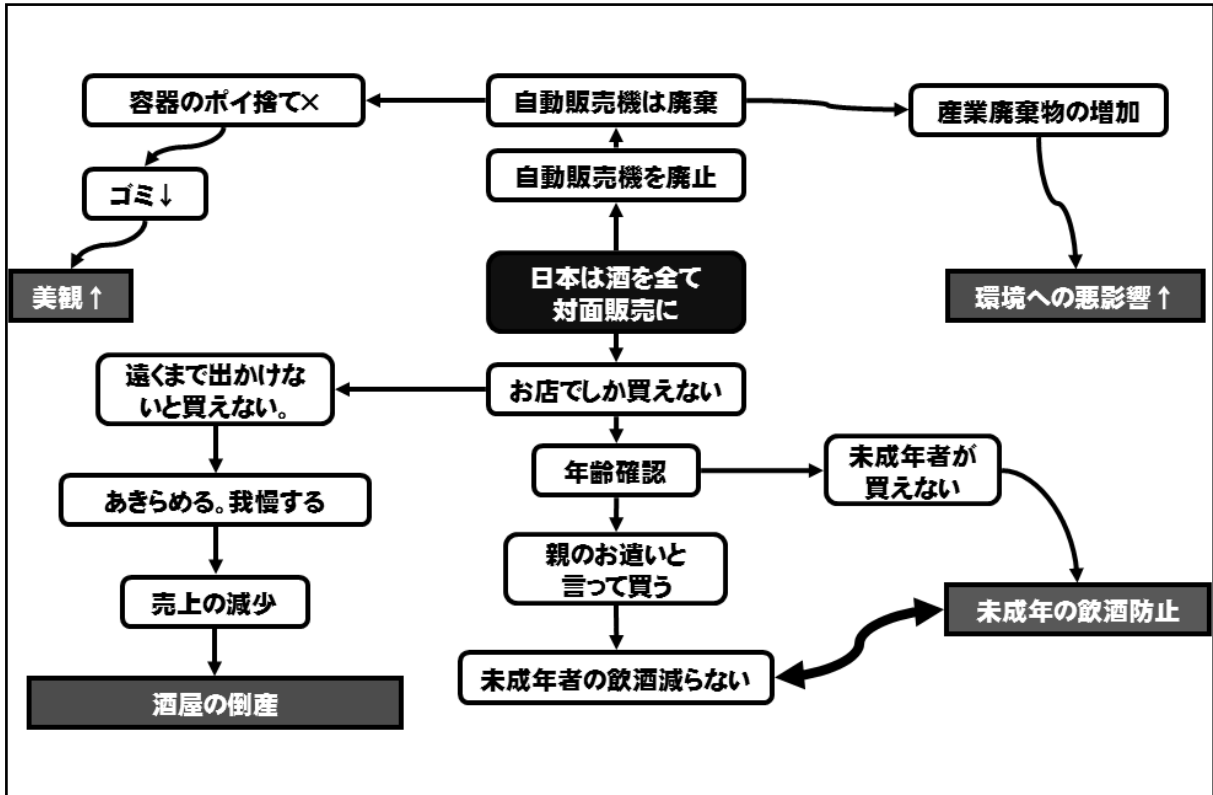 容器のポイ捨て×
自動販売機は廃棄
産業廃棄物の増加
ゴミ↓
自動販売機を廃止
美観↑
日本は酒を全て
対面販売に
環境への悪影響↑
遠くまで出かけな
いと買えない。
お店でしか買えない
あきらめる。我慢する
年齢確認
未成年者が
買えない
親のお遣いと
言って買う
売上の減少
未成年の飲酒防止
未成年者の飲酒減らない
酒屋の倒産